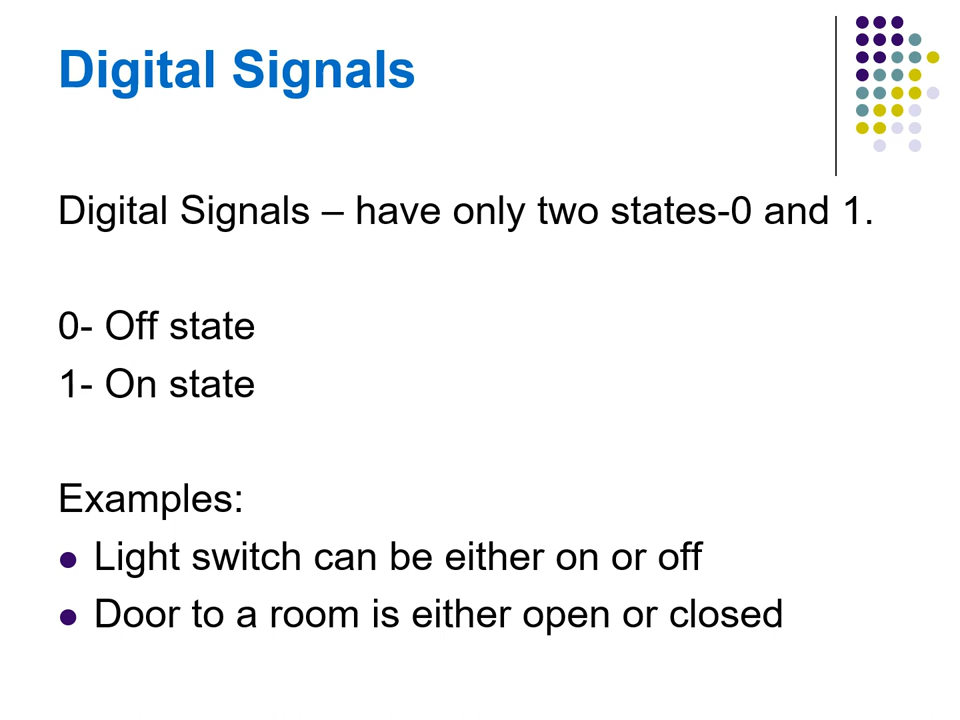 Digital Signals
Digital Signals – have only two states-0 and 1.
0- Off state
1- On state
Examples:
Light switch can be either on or off
Door to a room is either open or closed